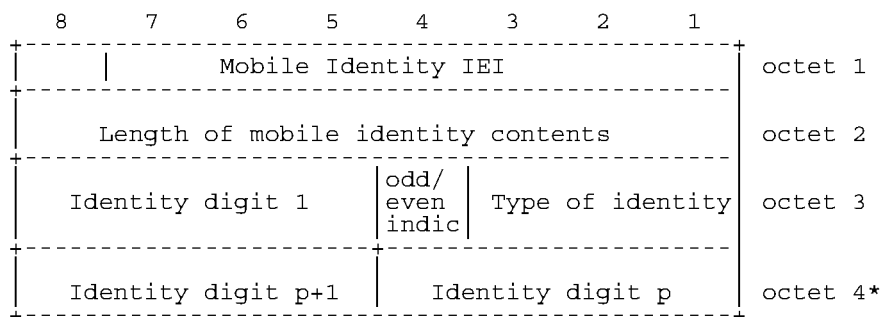 8 7 6 5 4 3 2 1
Mobile Identity IEI octet 1
Length of mobile identity contents octet 2
odd/
Identity digit 1 even Type of identity octet 3
indic
Identity digit p+1 Identity digit p octet 4*